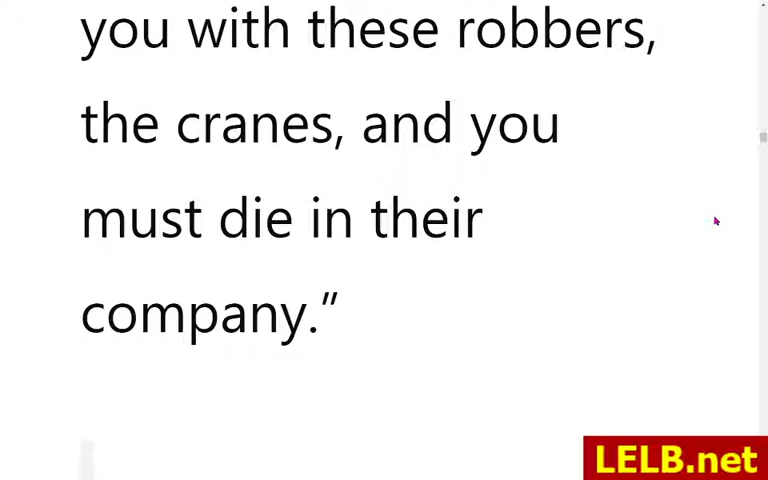 you with these robbers,
the cranes, and you
must die in their
company.”
LELB.net